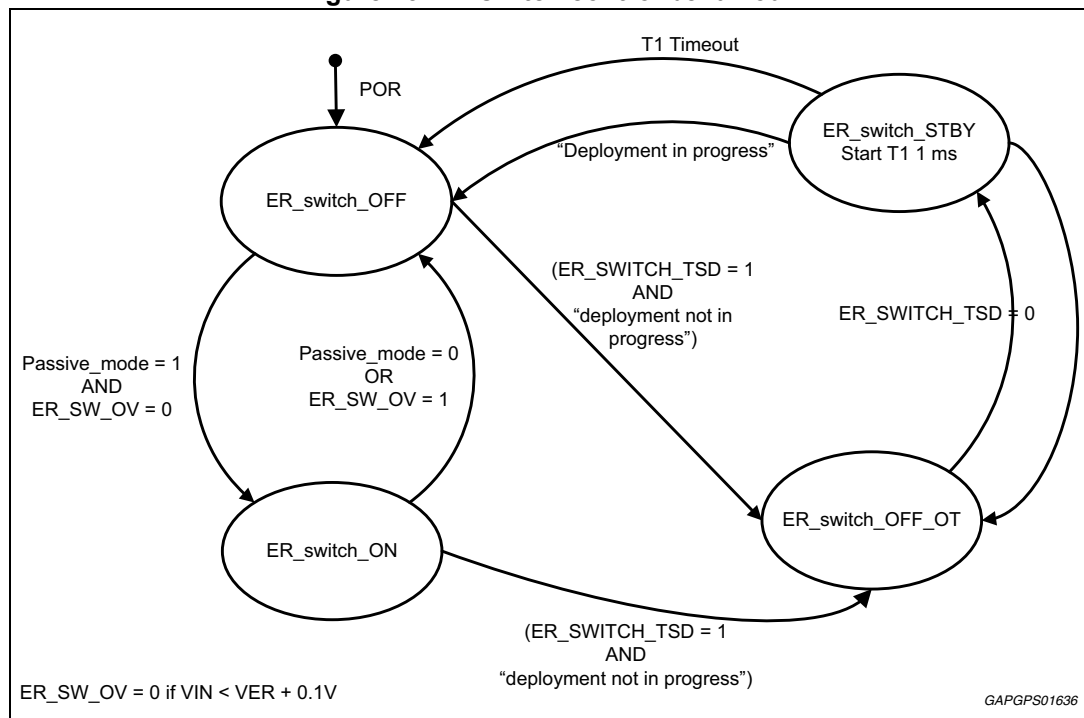 T1 Timeout
POR
ER_switch_STBY
Start T1 1 ms
“Deployment in progress”
ER_switch_OFF
(ER_SWITCH_TSD = 1
AND
“deployment not in
progress”)
ER_SWITCH_TSD = 0
Passive_mode = 1
AND
ER_SW_OV = 0
Passive_mode = 0
OR
ER_SW_OV = 1
ER_switch_OFF_OT
ER_switch_ON
(ER_SWITCH_TSD = 1
AND
“deployment not in progress”)
ER_SW_OV = 0 if VIN < VER + 0.1V
GAPGPS01636